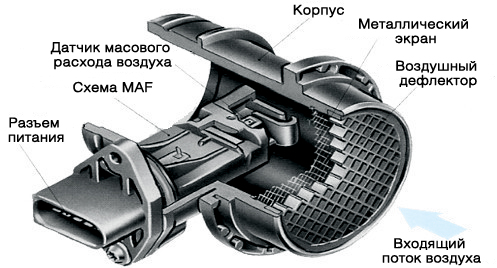 Корпус
Металлический
экран
Датчик массового
расхода воздуха
Воздушный
дефлектор
Схема MAF
Разъем
питания
Входящий
поток воздуха